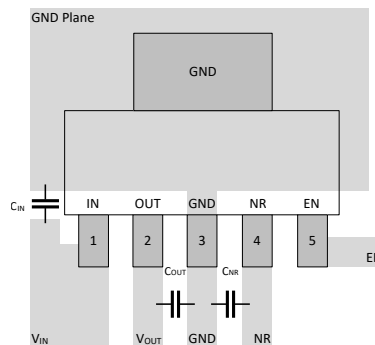 GND Plane
GND
CIN
IN OUT GND NR EN
1 2 3 4 5
EN
COUT CNR
VIN VOUT GND NR